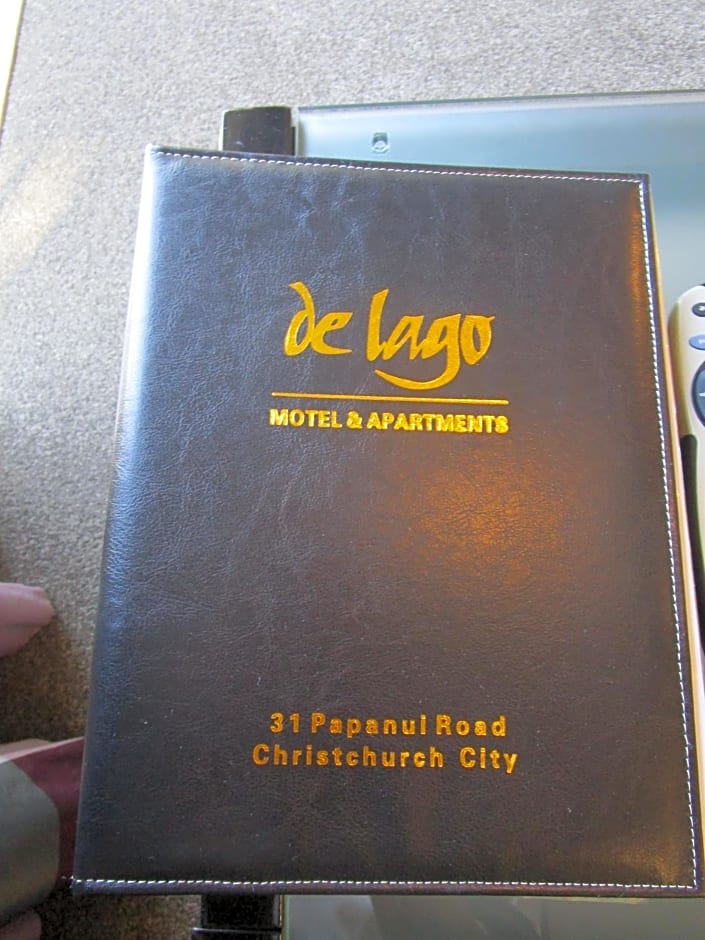 de lago
MOTEL & APARTMENTS
31 Papanui Road
Christchurch City